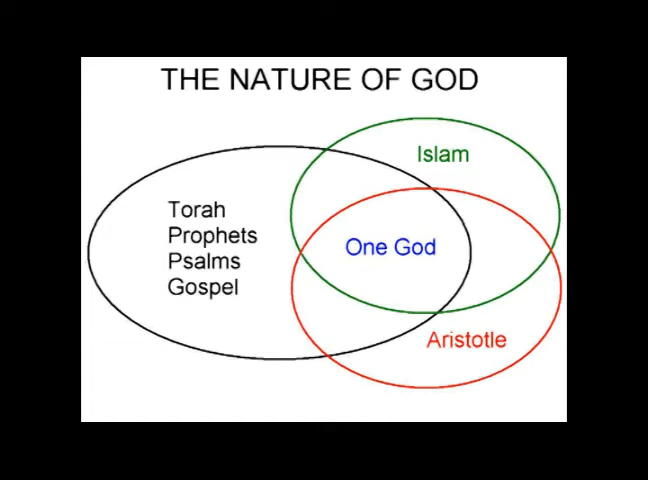 THE NATURE OF GOD
Islam
Torah
Prophets
Psalms
Gospel
One God
Aristotle